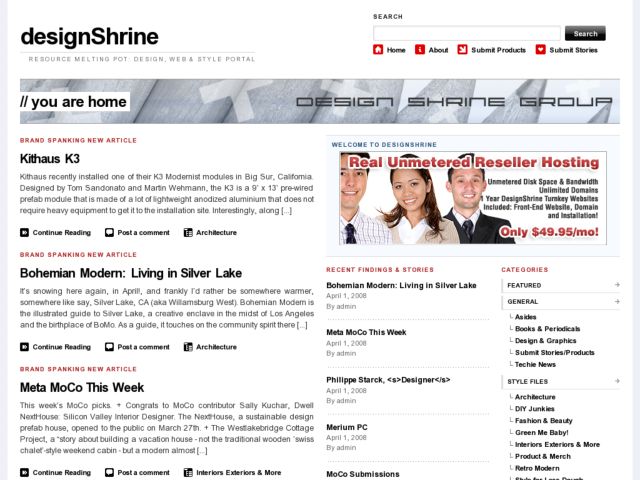 SEARCH
designShrine
Search
RESOURCE MELTING POT: DESIGN, WEB & STYLE PORTAL
Home
About
Submit Products
Submit Stories
// you are home
DESIGN SHRINE GROUP
BRAND SPANKING NEW ARTICLE
Kithaus K3
Kithaus recently installed one of their K3 Modernist modules in Big Sur, California.
Designed by Tom Sandonato and Martin Wehmann, the K3 is a 9' x 13' pre-wired
prefab module that is made of a lot of lightweight anodized aluminium that does not
require heavy equipment to get it to the installation site. Interestingly, along [...]
Continue Reading
Post a comment
Architecture
BRAND SPANKING NEW ARTICLE
Bohemian Modern: Living in Silver Lake
It's snowing here again, in April!, and frankly I'd rather be somewhere warmer,
somewhere like say, Silver Lake, CA (aka Willamsburg West). Bohemian Modern is
the illustrated guide to Silver Lake, a creative enclave in the midst of Los Angeles
and the birthplace of BoMo. As a guide, it touches on the community spirit there [...]
Continue Reading
Post a comment
Architecture
BRAND SPANKING NEW ARTICLE
Meta MoCo This Week
This week's MoCo picks. + Congrats to MoCo contributor Sally Kuchar, Dwell
NextHouse: Silicon Valley Interior Designer. The NextHouse, a sustainable design
prefab house, opened to the public on March 27th. + The Westlakebridge Cottage
Project, a "story about building a vacation house - not the traditional wooden 'swiss
chalet'-style weekend cabin - but a modern almost [...]
Continue Reading
Post a comment
Interiors Exteriors & More
WELCOME TO DESIGNSHRINE
Real Unmetered Reseller Hosting
Unmetered Disk Space & Bandwidth
Unlimited Domains
1 Year DesignShrine Turnkey Websites
Included: Front-End Website, Domain
and Installation!
Only $49.95/mo!
RECENT FINDINGS & STORIES
Bohemian Modern: Living in Silver Lake
April 1, 2008
By admin
Meta MoCo This Week
April 1, 2008
By admin
Philippe Starck, <s>Designer</s>
April 1, 2008
By admin
Merium PC
April 1, 2008
By admin
MoCo Submissions
CATEGORIES
FEATURED
GENERAL
Asides
Books & Periodicals
Design & Graphics
Submit Stories/Products
Techie News
STYLE FILES
Architecture
DIY Junkies
Fashion & Beauty
Green Me Baby!
Interiors Exteriors & More
Product & Merch
Retro Modern
Style for Less Dough